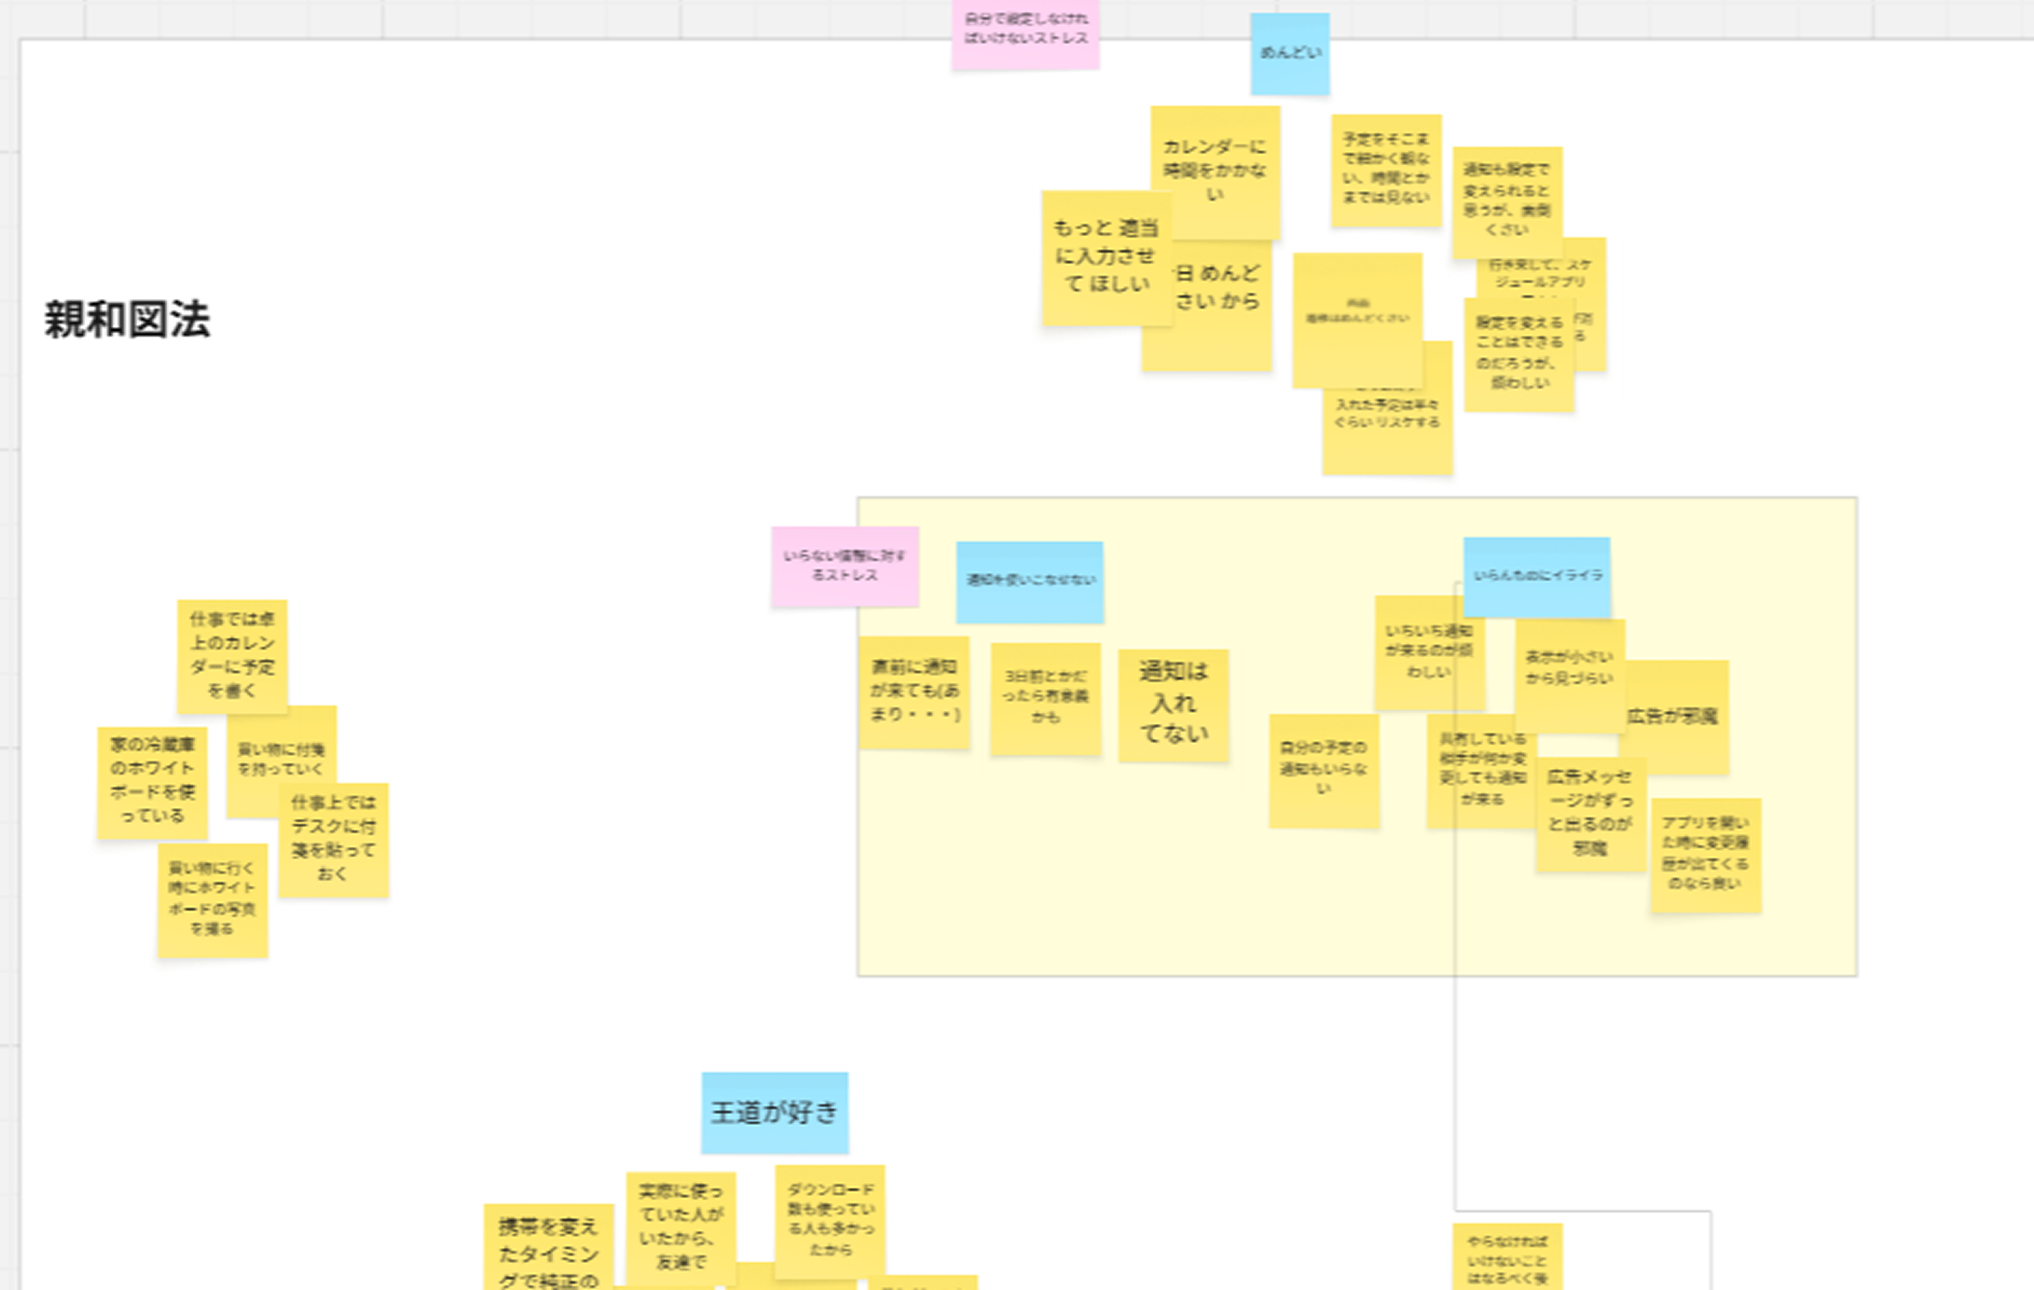 自分で設定しなけれ
ばいけないストレス
めんどい
カレンダーに
時間をかかな
い
予定をそこま
で細かく観な
い、時間とか
までは見ない
通知も設定で
変えられると
思うが、面倒
くさい
もっと 適当
に入力させ
て ほしい
日 めんど
さい から
行き来して、スケ
ジュールアプリ
設定を変える
ことはできる
のだろうが、
煩わしい
る
はめんどくさい
入れた予定は半々
ぐらい リスケする
親和図法
いらない情報に対す
るストレス
通知を使いこなせない
いらんものにイライラ
直前に通知
が来ても(あ
まり・・・)
3日前とかだ
ったら有意義
かも
通知は
入れ
てない
いちいち通知
が来るのが煩
わしい
表示が小さい
から見づらい
広告が邪魔
自分の予定の
通知もいらな
い
共有している
相手が何か変
更しても通知
が来る
広告メッセ
ージがずっ
と出るのが
邪魔
アプリを開い
た時に変更履
歴が出てくる
のなら良い
仕事では卓
上のカレン
ダーに予定
を書く
家の冷蔵庫
のホワイト
ボードを使
っている
買い物に付箋
を持っていく
仕事上では
デスクに付
箋を貼って
おく
買い物に行く
時にホワイト
ボードの写真
を撮る
王道が好き
携帯を変え
たタイミン
グで純正の
実際に使っ
ていた人が
いたから、
友達で
ダウンロード
数も使ってい
る人も多かっ
たから
やらなければ
いけないこと
はなるべく後